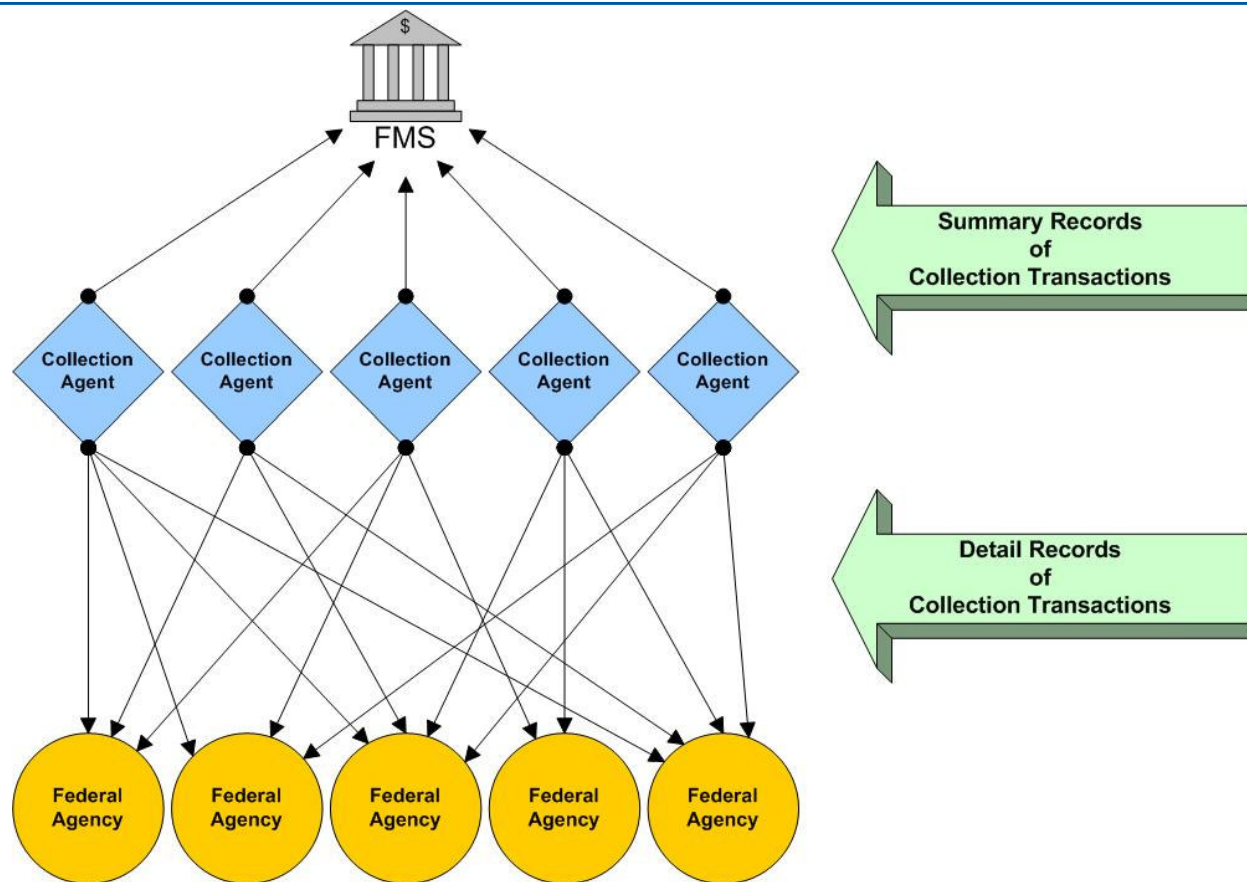 $
FMS
Summary Records
of
Collection Transactions
Collection
Agent
Collection
Agent
Collection
Agent
Collection
Agent
Collection
Agent
Detail Records
of
Collection Transactions
Federal
Agency
Federal
Agency
Federal
Agency
Federal
Agency
Federal
Agency